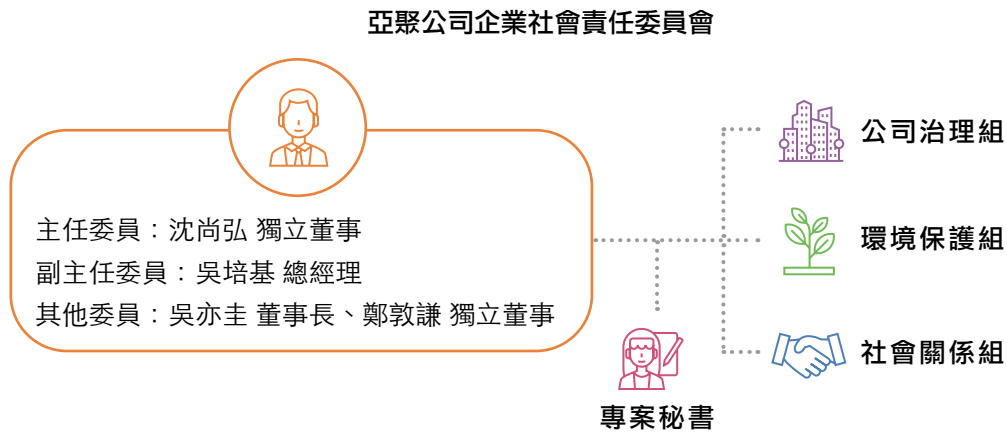 亞聚公司企業社會責任委員會
主任委員：沈尚弘 獨立董事
副主任委員：吳培基 總經理
其他委員：吳亦圭 董事長、鄭敦謙 獨立董事
公司治理組
環境保護組
社會關係組
專案秘書